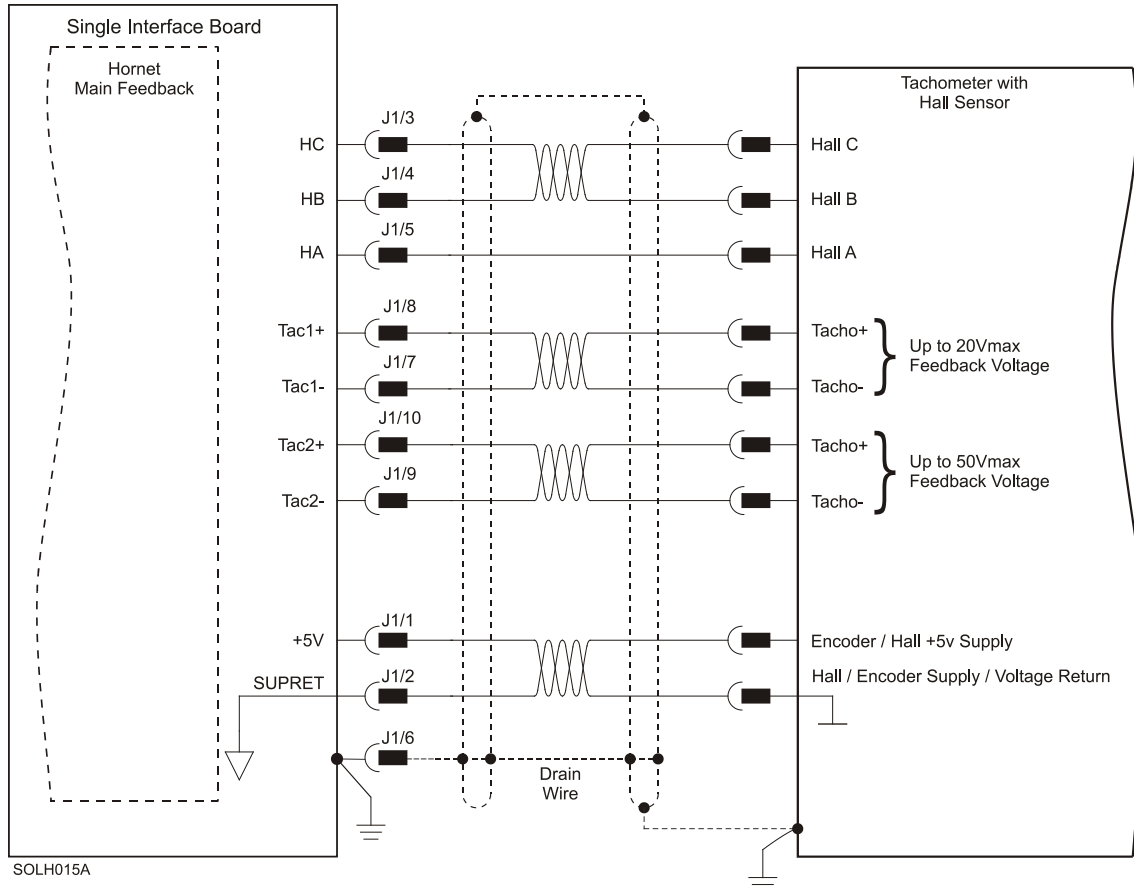 Single Interface Board
Hornet
Main Feedback
Tachometer with
Hall Sensor
J1/3
HC
Hall C
J1/4
HB
Hall B
J1/5
HA
Hall A
J1/8
Tac1+
Tacho+
Up to 20Vmax
Feedback Voltage
J1/7
Tac1-
Tacho-
J1/10
Tac2+
Tacho+
Up to 50Vmax
Feedback Voltage
J1/9
Tac2-
Tacho-
J1/1
+5V
Encoder / Hall +5v Supply
J1/2
SUPRET
Hall / Encoder Supply / Voltage Return
J1/6
Drain
Wire
SOLH015A